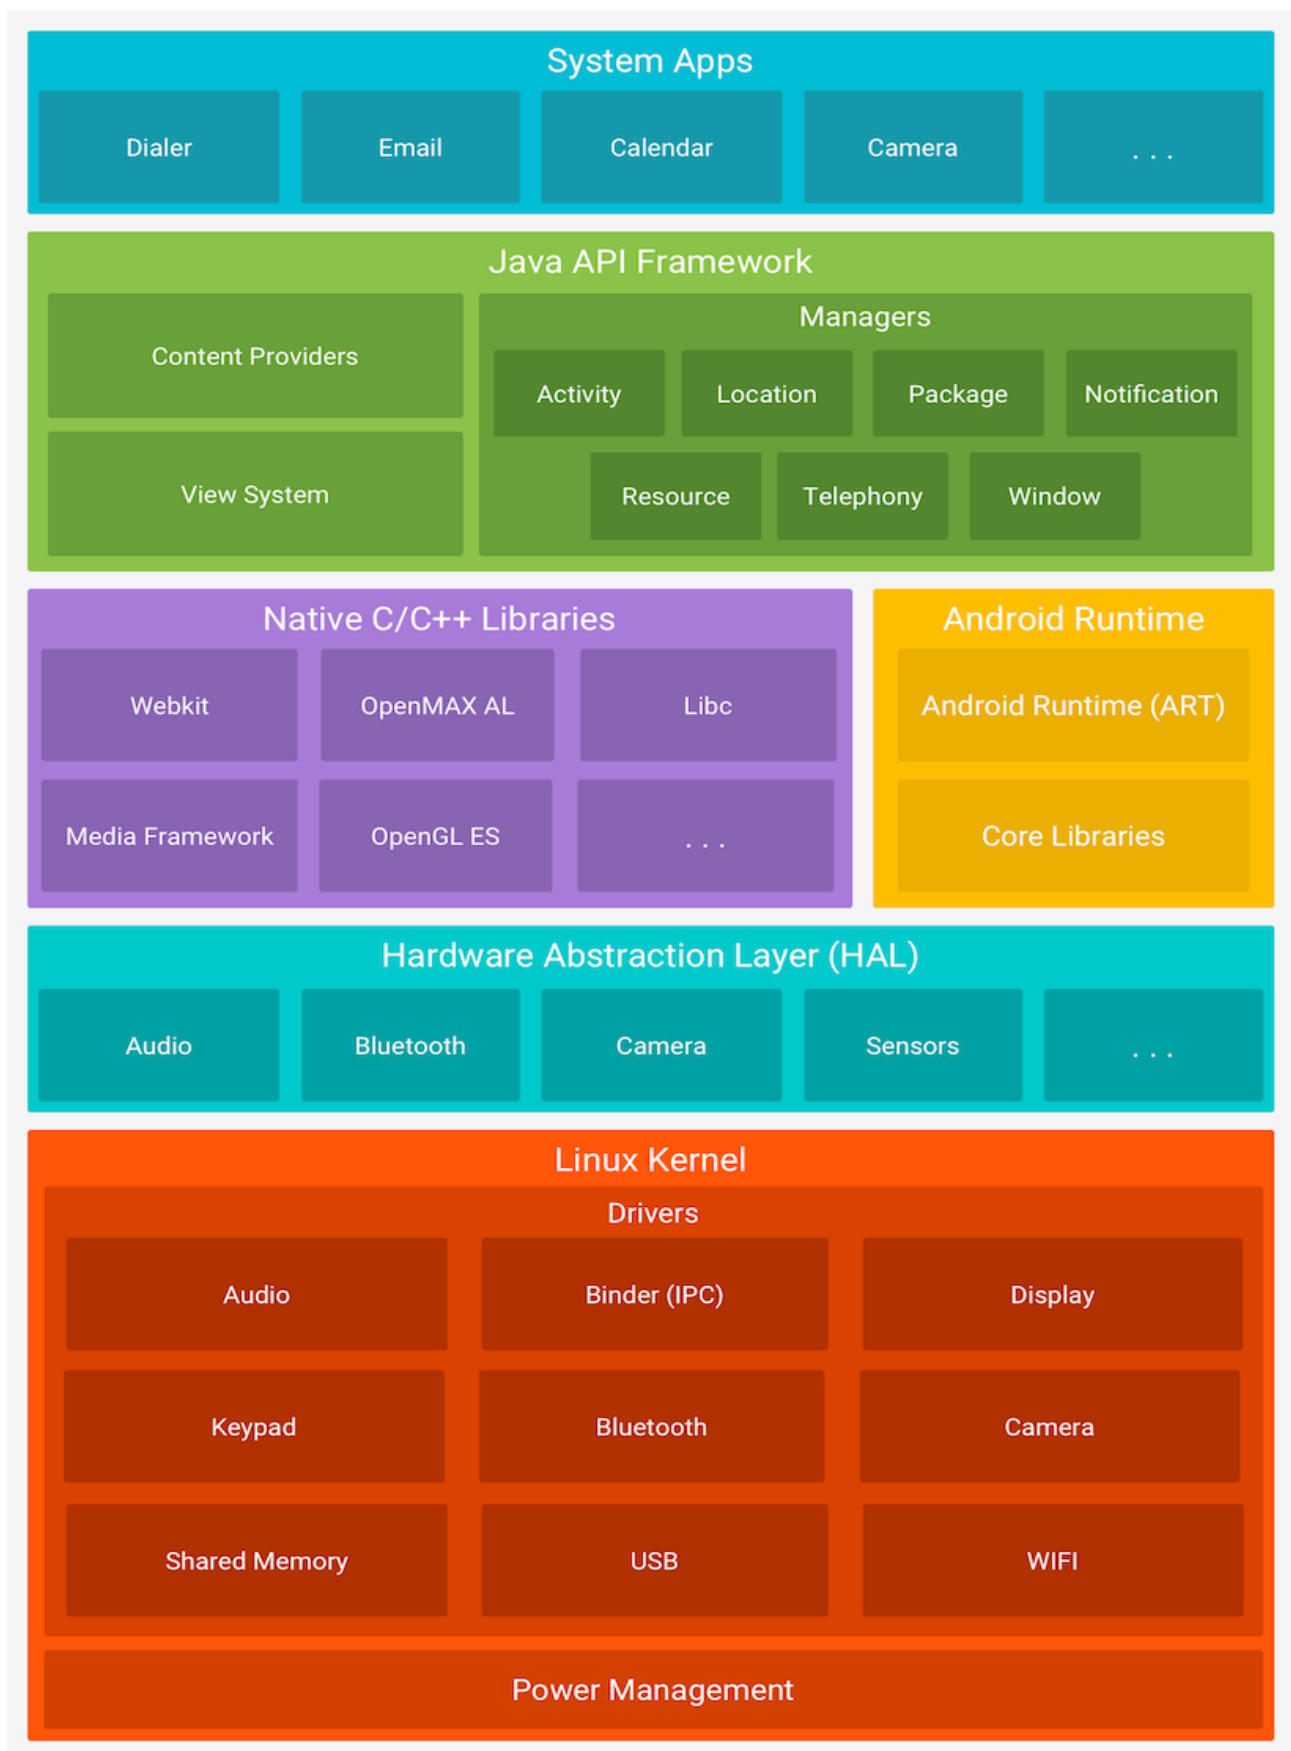 System Apps
Dialer
Email
Calendar
Camera
. . .
Java API Framework
Content Providers
View System
Managers
Activity
Location
Package
Notification
Resource
Telephony
Window
Native C/C++ Libraries
Webkit
OpenMAX AL
Libc
Media Framework
OpenGL ES
. . .
Android Runtime
Android Runtime (ART)
Core Libraries
Hardware Abstraction Layer (HAL)
Audio
Bluetooth
Camera
Sensors
. . .
Linux Kernel
Drivers
Audio
Binder (IPC)
Display
Keypad
Bluetooth
Camera
Shared Memory
USB
WIFI
Power Management